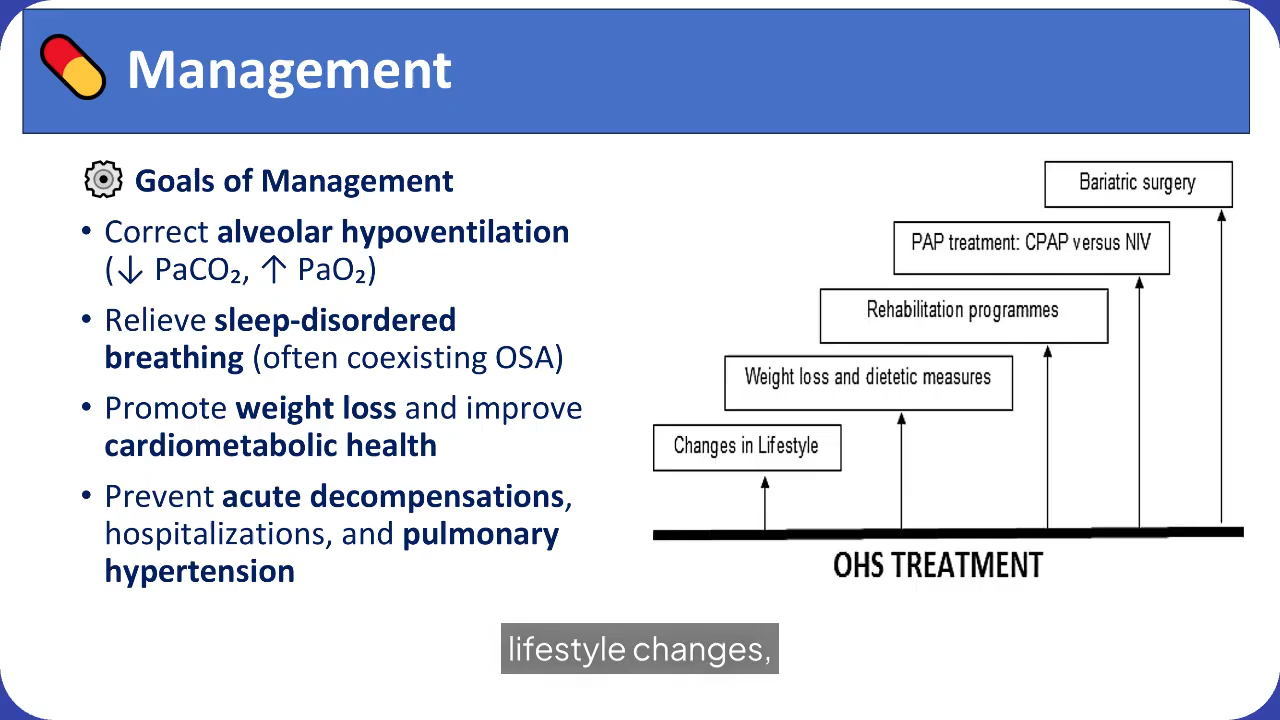 Management
Goals of Management
• Correct alveolar hypoventilation
(↓ PaCO₂, ↑ PaO₂)
• Relieve sleep-disordered
breathing (often coexisting OSA)
• Promote weight loss and improve
cardiometabolic health
• Prevent acute decompensations,
hospitalizations, and pulmonary
hypertension
Bariatric surgery
PAP treatment: CPAP versus NIV
Rehabilitation programmes
Weight loss and dietetic measures
Changes in Lifestyle
OHS TREATMENT
lifestyle changes,